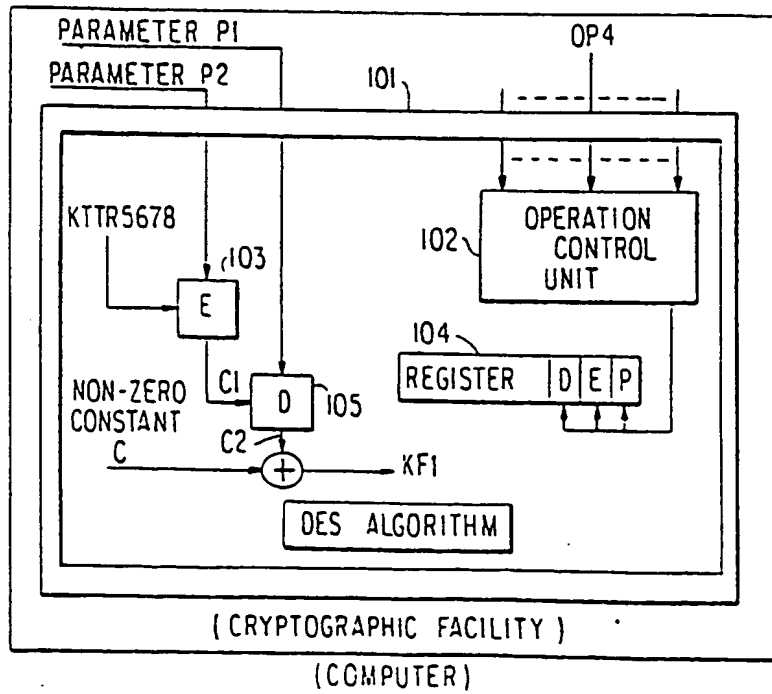 PARAMETER P1
OP4
PARAMETER P2
101
KTTR5678
103
E
102
OPERATION
CONTROL
UNIT
104
REGISTER D E P
C1
D
105
NON-ZERO
CONSTANT
C
C2
+
KF1
DES ALGORITHM
(CRYPTOGRAPHIC FACILITY)
(COMPUTER)